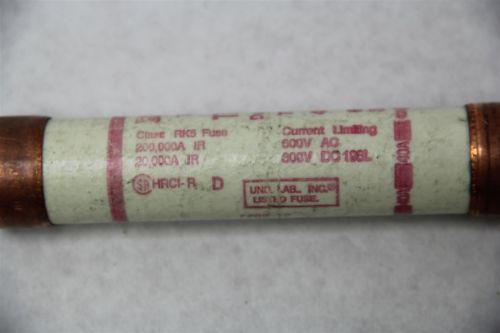 Class RK5 Fuse
200,000A IR
20,000A IR
HRCI-R D
Current Limiting
600V AC
300V DC
UND. LAB., INC.®
LISTED FUSE.